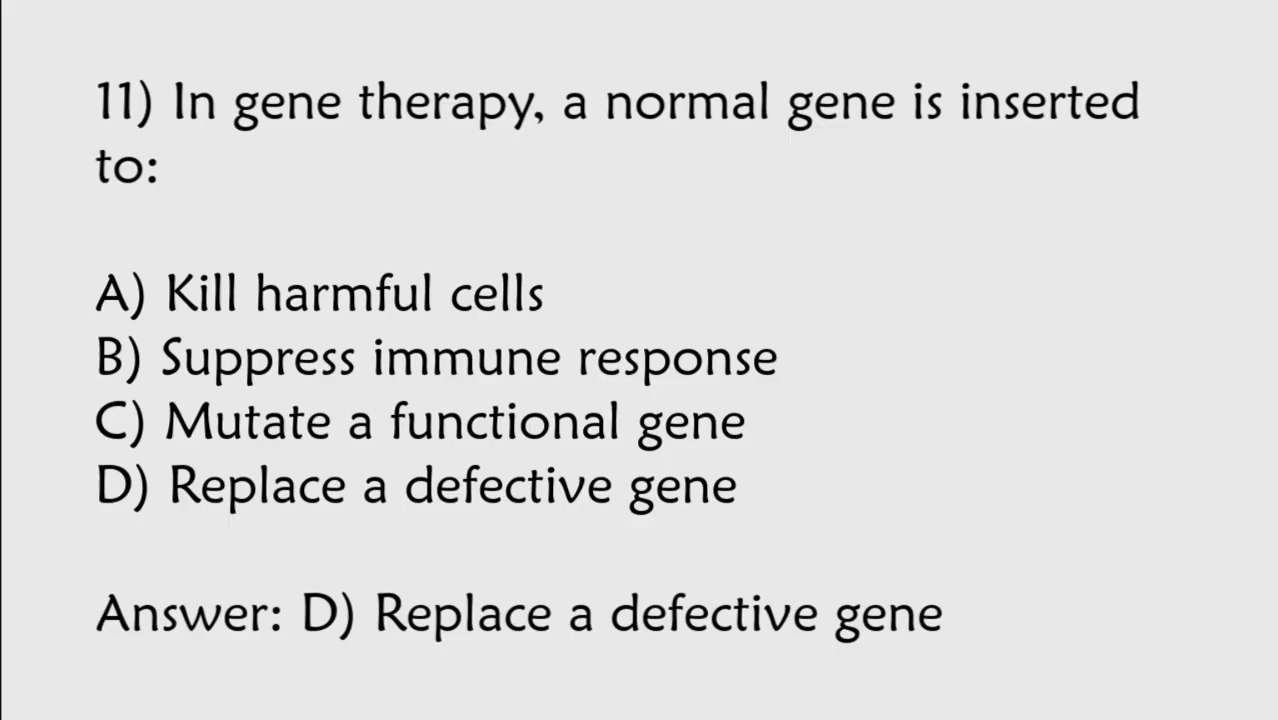 11) In gene therapy, a normal gene is inserted
to:
A) Kill harmful cells
B) Suppress immune response
C) Mutate a functional gene
D) Replace a defective gene
Answer: D) Replace a defective gene